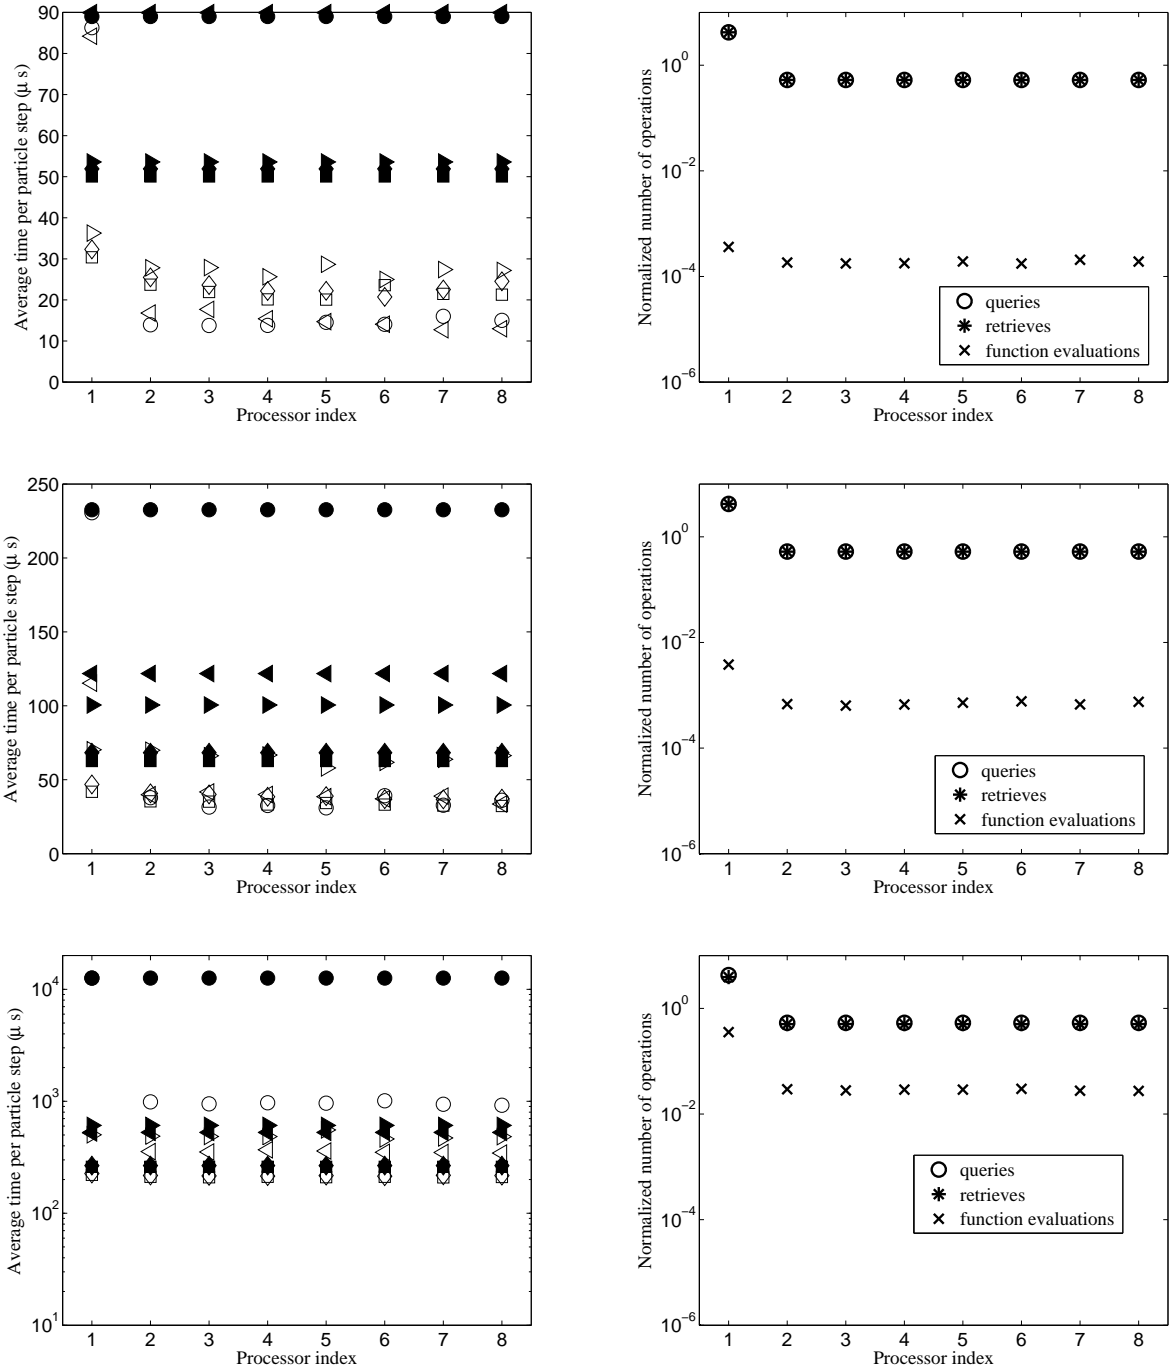 Average time per particle step (μ s)
90
80
70
60
50
40
30
20
10
0
1 2 3 4 5 6 7 8
Processor index
Normalized number of operations
10^0
10^-2
10^-4
10^-6
queries
retrieves
function evaluations
1 2 3 4 5 6 7 8
Processor index
Average time per particle step (μ s)
250
200
150
100
50
0
1 2 3 4 5 6 7 8
Processor index
Normalized number of operations
10^0
10^-2
10^-4
10^-6
queries
retrieves
function evaluations
1 2 3 4 5 6 7 8
Processor index
Average time per particle step (μ s)
10^4
10^3
10^2
10^1
1 2 3 4 5 6 7 8
Processor index
Normalized number of operations
10^0
10^-2
10^-4
10^-6
queries
retrieves
function evaluations
1 2 3 4 5 6 7 8
Processor index